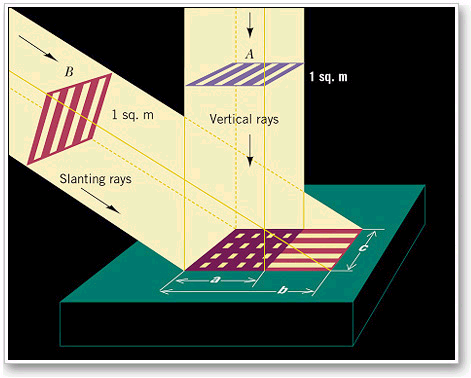 A
B
1 sq. m
1 sq. m
Vertical rays
Slanting rays
a
b
c